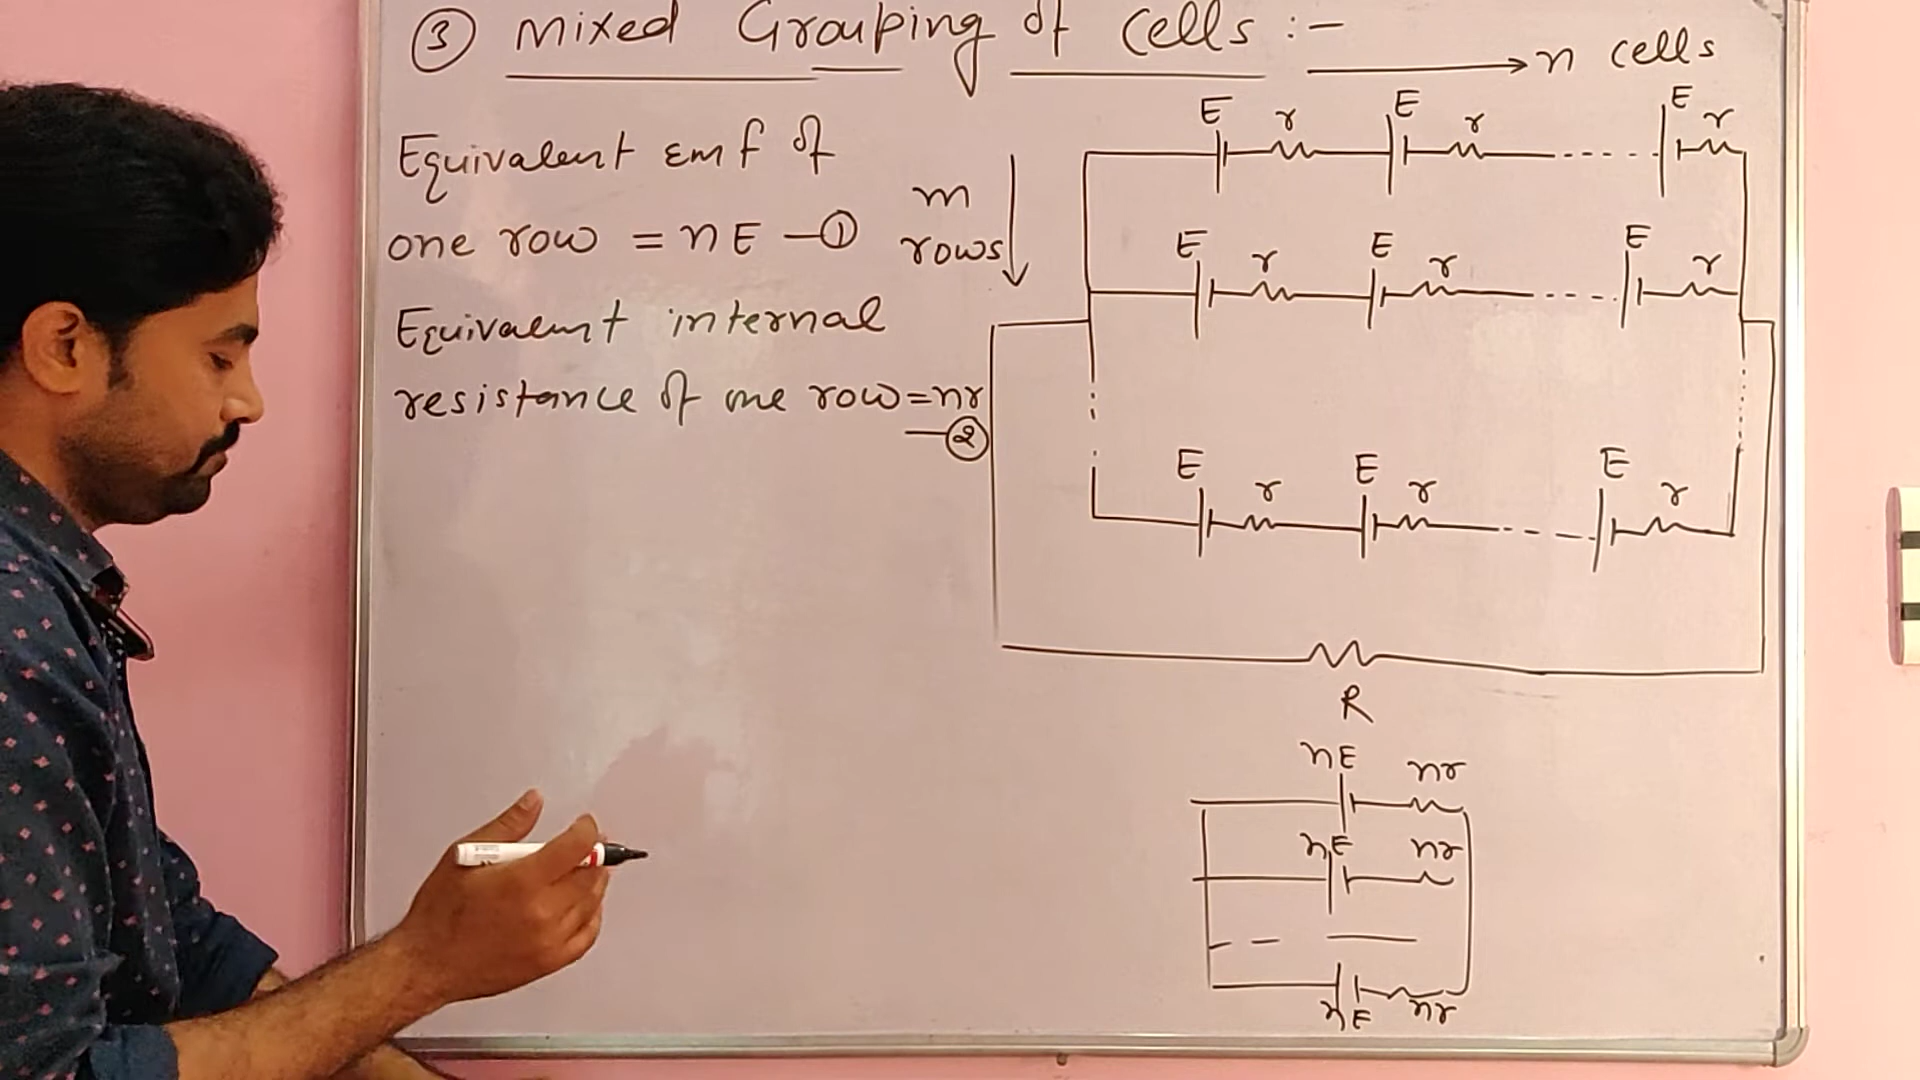 ③ Mixed Grouping of cells :-
n cells
Equivalent emf of
one row = nE —①
Equivalent internal
resistance of one row = nr
—②
m
rows
E r E r E r
E r E r E r
E r E r E r
R
nE nr
nE nr
nE nr